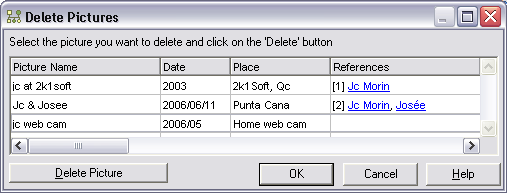 Delete Pictures
Select the picture you want to delete and click on the 'Delete' button
Picture Name Date Place References
jc at 2k1soft 2003 2k1Soft, Qc [1] Jc Morin
Jc & Josee 2006/06/11 Punta Cana [2] Jc Morin, Josée
jc web cam 2006/05 Home web cam
Delete Picture OK Cancel Help